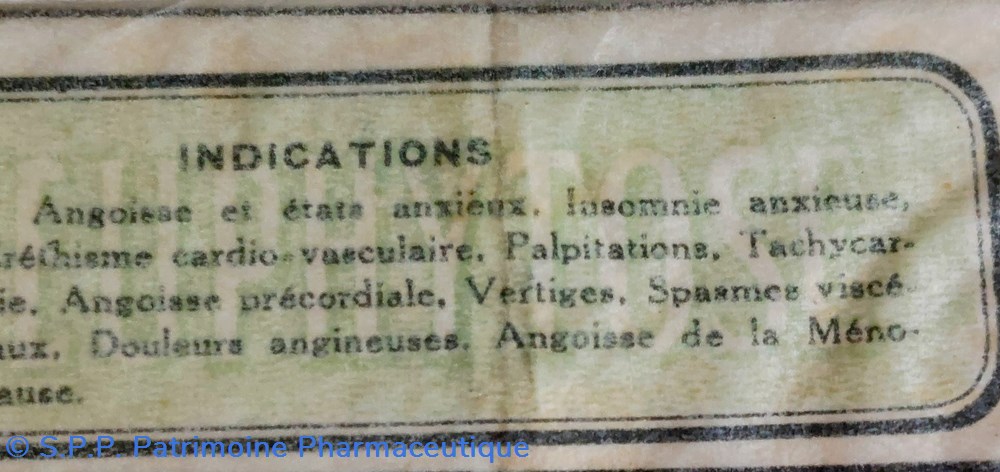 INDICATIONS
Angoisse et états anxieux. Insomnie anxieuse,
réthisme cardio-vasculaire. Palpitations. Tachycar-
ie. Angoisse précordiale. Vertiges. Spasmes viscé-
aux. Douleurs angineuses. Angoisse de la Méno-
ause.
© S.P.P. Patrimoine Pharmaceutique